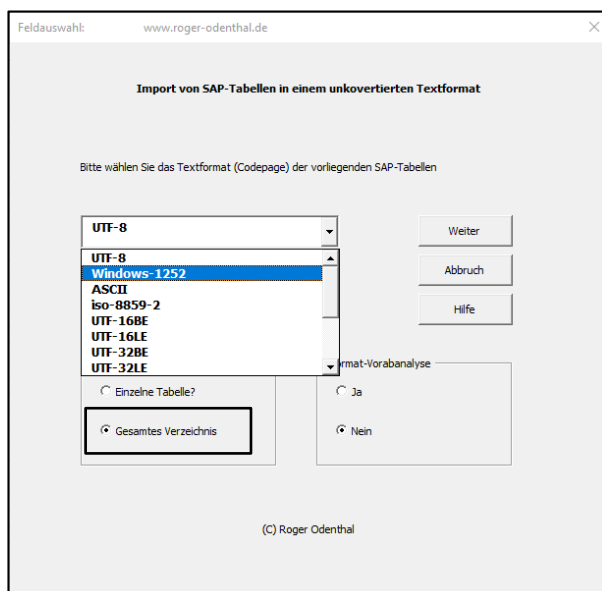 Feldauswahl: www.roger-odenthal.de
Import von SAP-Tabellen in einem unkovertierten Textformat
Bitte wählen Sie das Textformat (Codepage) der vorliegenden SAP-Tabellen
UTF-8
Weiter
UTF-8
Windows-1252
ASCII
iso-8859-2
UTF-16BE
UTF-16LE
UTF-32BE
UTF-32LE
Abbruch
Hilfe
Einzelne Tabelle?
Gesamtes Verzeichnis
rmat-Vorabanalyse
Ja
Nein
(C) Roger Odenthal